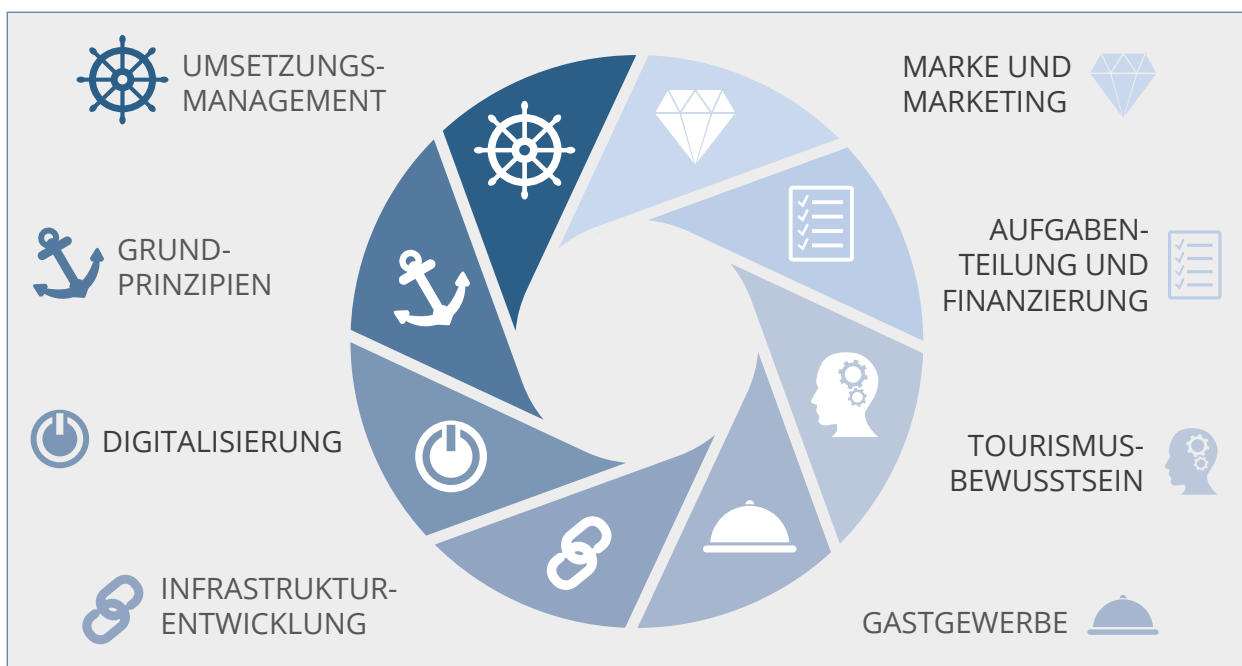 UMSETZUNGS-
MANAGEMENT
MARKE UND
MARKETING
GRUND-
PRINZIPIEN
AUFGABEN-
TEILUNG UND
FINANZIERUNG
DIGITALISIERUNG
TOURISMUS-
BEWUSSTSEIN
INFRASTRUKTUR-
ENTWICKLUNG
GASTGEWERBE